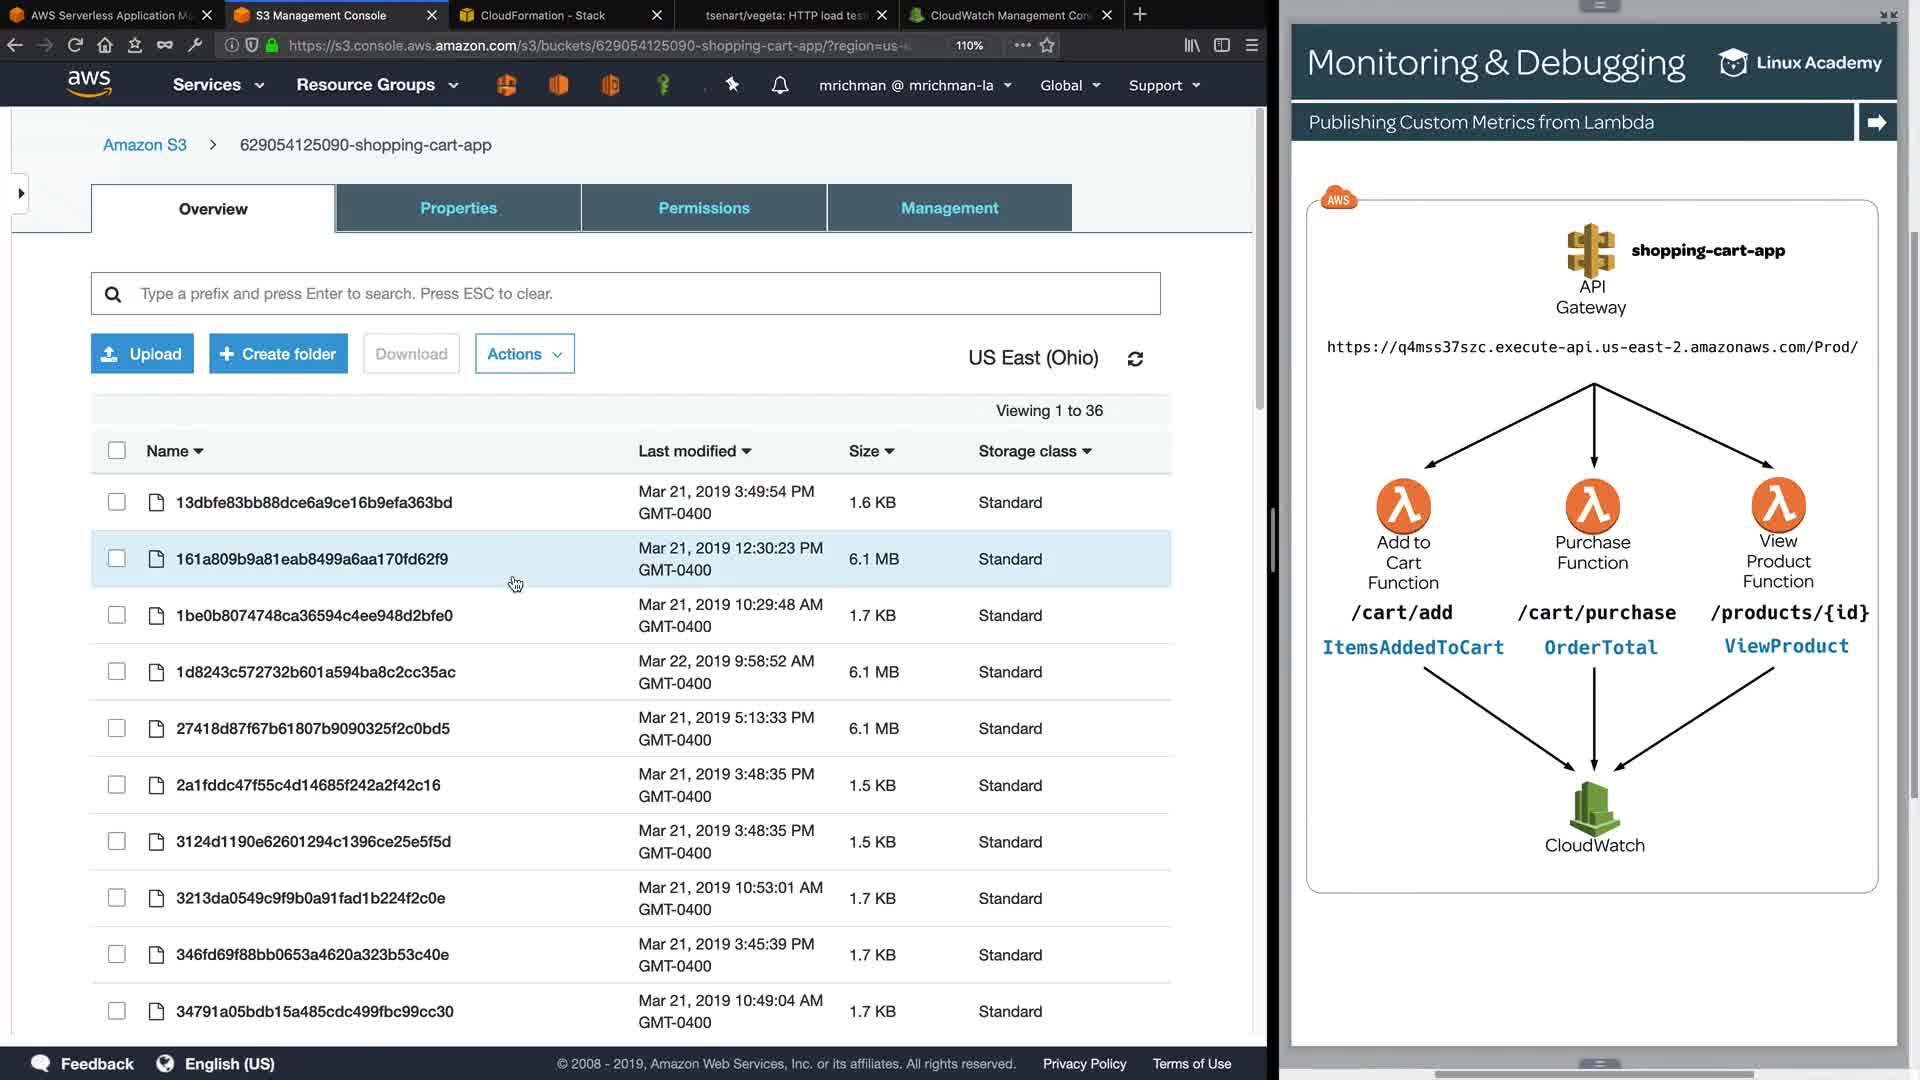 AWS Serverless Application M
S3 Management Console
CloudFormation - Stack
tsenart/vegeta: HTTP load test
CloudWatch Management Con
https://s3.console.aws.amazon.com/s3/buckets/629054125090-shopping-cart-app/?region=us-
110%
aws
Services
Resource Groups
mrichman @ mrichman-la
Global
Support
Amazon S3 > 629054125090-shopping-cart-app
Overview
Properties
Permissions
Management
Type a prefix and press Enter to search. Press ESC to clear.
Upload
+ Create folder
Download
Actions
US East (Ohio)
Viewing 1 to 36
Name
Last modified
Size
Storage class
13dbfe83bb88dce6a9ce16b9efa363bd
Mar 21, 2019 3:49:54 PM
GMT-0400
1.6 KB
Standard
161a809b9a81eab8499a6aa170fd62f9
Mar 21, 2019 12:30:23 PM
GMT-0400
6.1 MB
Standard
1be0b8074748ca36594c4ee948d2bfe0
Mar 21, 2019 10:29:48 AM
GMT-0400
1.7 KB
Standard
1d8243c572732b601a594ba8c2cc35ac
Mar 22, 2019 9:58:52 AM
GMT-0400
6.1 MB
Standard
27418d87f67b61807b9090325f2c0bd5
Mar 21, 2019 5:13:33 PM
GMT-0400
6.1 MB
Standard
2a1fddc47f55c4d14685f242a2f42c16
Mar 21, 2019 3:48:35 PM
GMT-0400
1.5 KB
Standard
3124d1190e62601294c1396ce25e5f5d
Mar 21, 2019 3:48:35 PM
GMT-0400
1.5 KB
Standard
3213da0549c9f9b0a91fad1b224f2c0e
Mar 21, 2019 10:53:01 AM
GMT-0400
1.7 KB
Standard
346fd69f88bb0653a4620a323b53c40e
Mar 21, 2019 3:45:39 PM
GMT-0400
1.7 KB
Standard
34791a05bdb15a485cdc499fbc99cc30
Mar 21, 2019 10:49:04 AM
GMT-0400
1.7 KB
Standard
Feedback
English (US)
© 2008 - 2019, Amazon Web Services, Inc. or its affiliates. All rights reserved.
Privacy Policy
Terms of Use
Monitoring & Debugging
Linux Academy
Publishing Custom Metrics from Lambda
AWS
shopping-cart-app
API
Gateway
https://q4mss37szc.execute-api.us-east-2.amazonaws.com/Prod/
Add to
Cart
Function
/cart/add
ItemsAddedToCart
Purchase
Function
/cart/purchase
OrderTotal
View
Product
Function
/products/{id}
ViewProduct
CloudWatch